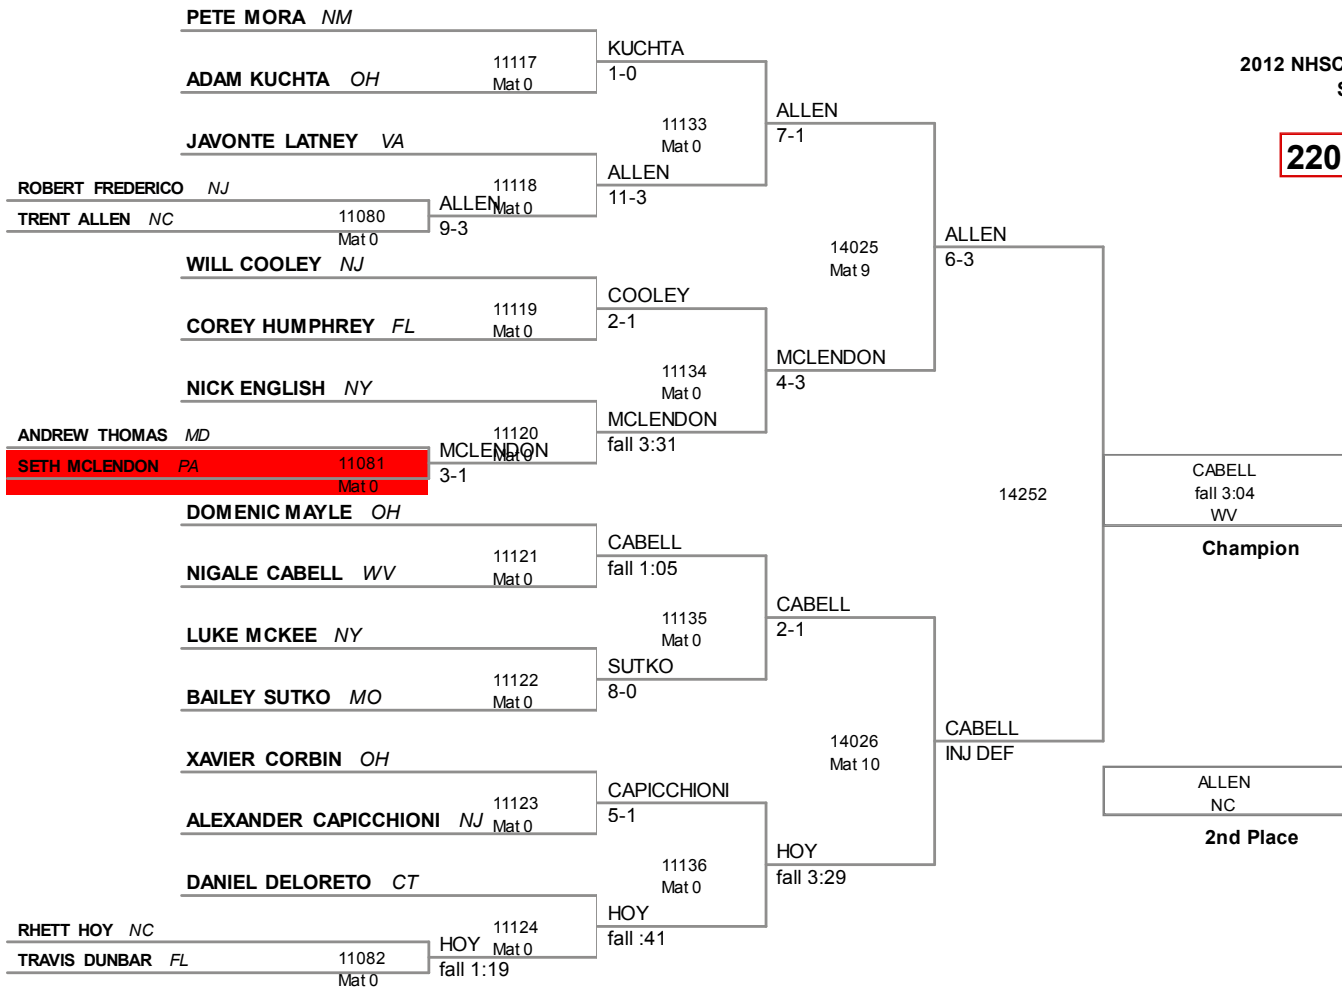 PETE MORA NM
11117
Mat 0
KUCHTA
1-0
ADAM KUCHTA OH
2012 NHSC
S
220
11133
Mat 0
ALLEN
7-1
JAVONTE LATNEY VA
ROBERT FREDERICO NJ
TRENT ALLEN NC
11080
Mat 0
ALLEN
9-3
11118
Mat 0
ALLEN
11-3
14025
Mat 9
ALLEN
6-3
WILL COOLEY NJ
11119
Mat 0
COOLEY
2-1
COREY HUMPHREY FL
11134
Mat 0
MCLENDON
4-3
NICK ENGLISH NY
ANDREW THOMAS MD
SETH MCLENDON PA
11081
Mat 0
MCLENDON
3-1
11120
Mat 0
MCLENDON
fall 3:31
14252
CABELL
fall 3:04
WV
Champion
DOMENIC MAYLE OH
11121
Mat 0
CABELL
fall 1:05
NIGALE CABELL WV
11135
Mat 0
CABELL
2-1
LUKE MCKEE NY
11122
Mat 0
SUTKO
8-0
BAILEY SUTKO MO
14026
Mat 10
CABELL
INJ DEF
XAVIER CORBIN OH
11123
Mat 0
CAPICCHIONI
5-1
ALEXANDER CAPICCHIONI NJ
ALLEN
NC
2nd Place
11136
Mat 0
HOY
fall 3:29
DANIEL DELORETO CT
RHETT HOY NC
TRAVIS DUNBAR FL
11082
Mat 0
HOY
fall 1:19
11124
Mat 0
HOY
fall :41